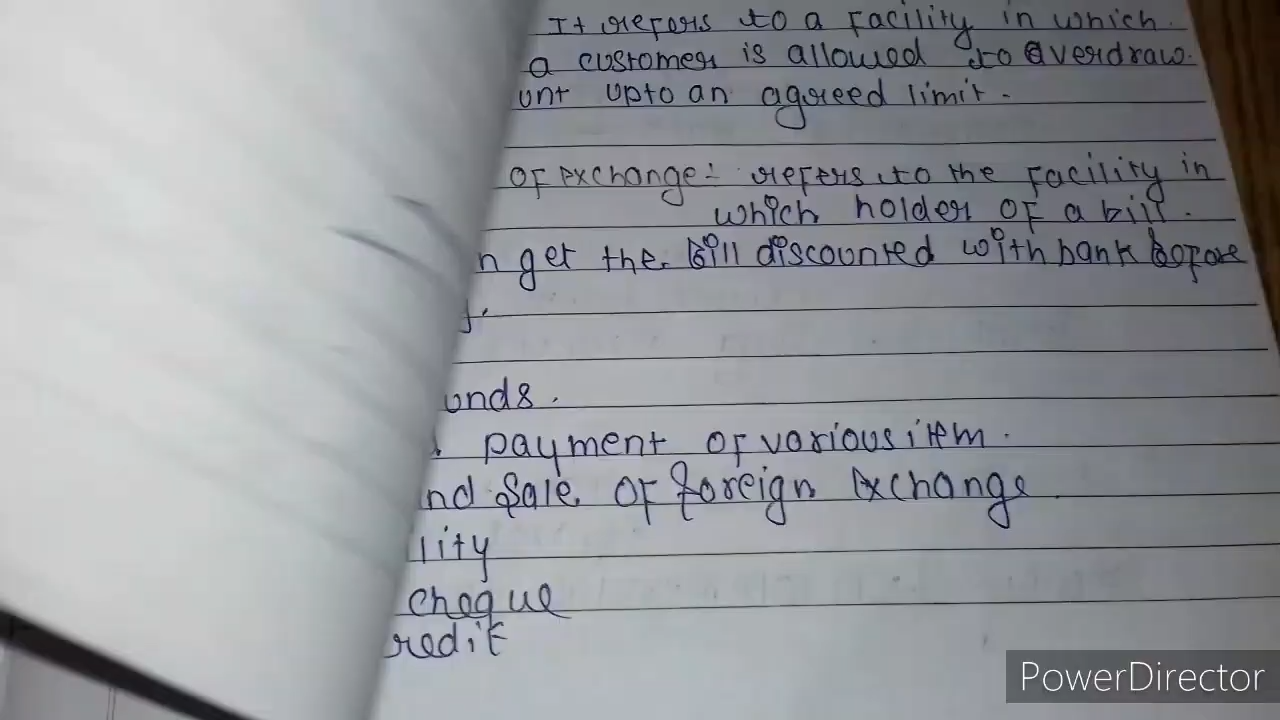 It refers to a facility in which
a customer is allowed to overdraw.
unt upto an agreed limit.
of exchange: refers to the facility in
which holder of a bill.
n get the bill discounted with bank before
y.
unds.
payment of various item.
nd sale of foreign Exchange.
lity
cheque
redit
PowerDirector